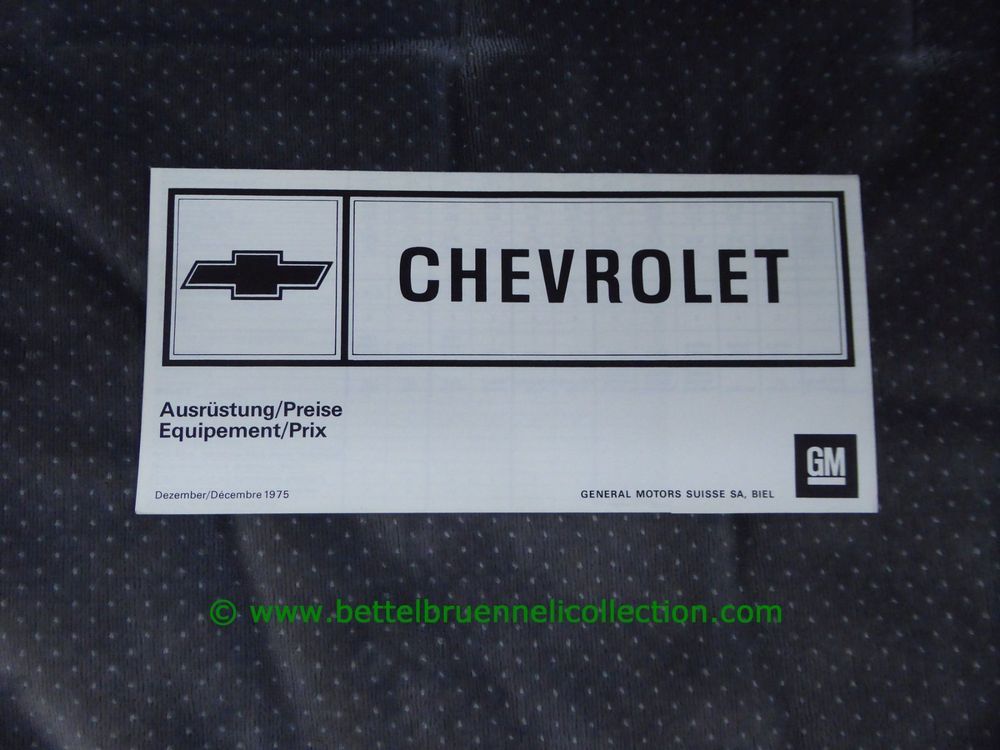 CHEVROLET
Ausrüstung/Preise
Equipement/Prix
GM
Dezember/Décembre 1975
GENERAL MOTORS SUISSE SA, BIEL
© www.bettelbruennelicollection.com